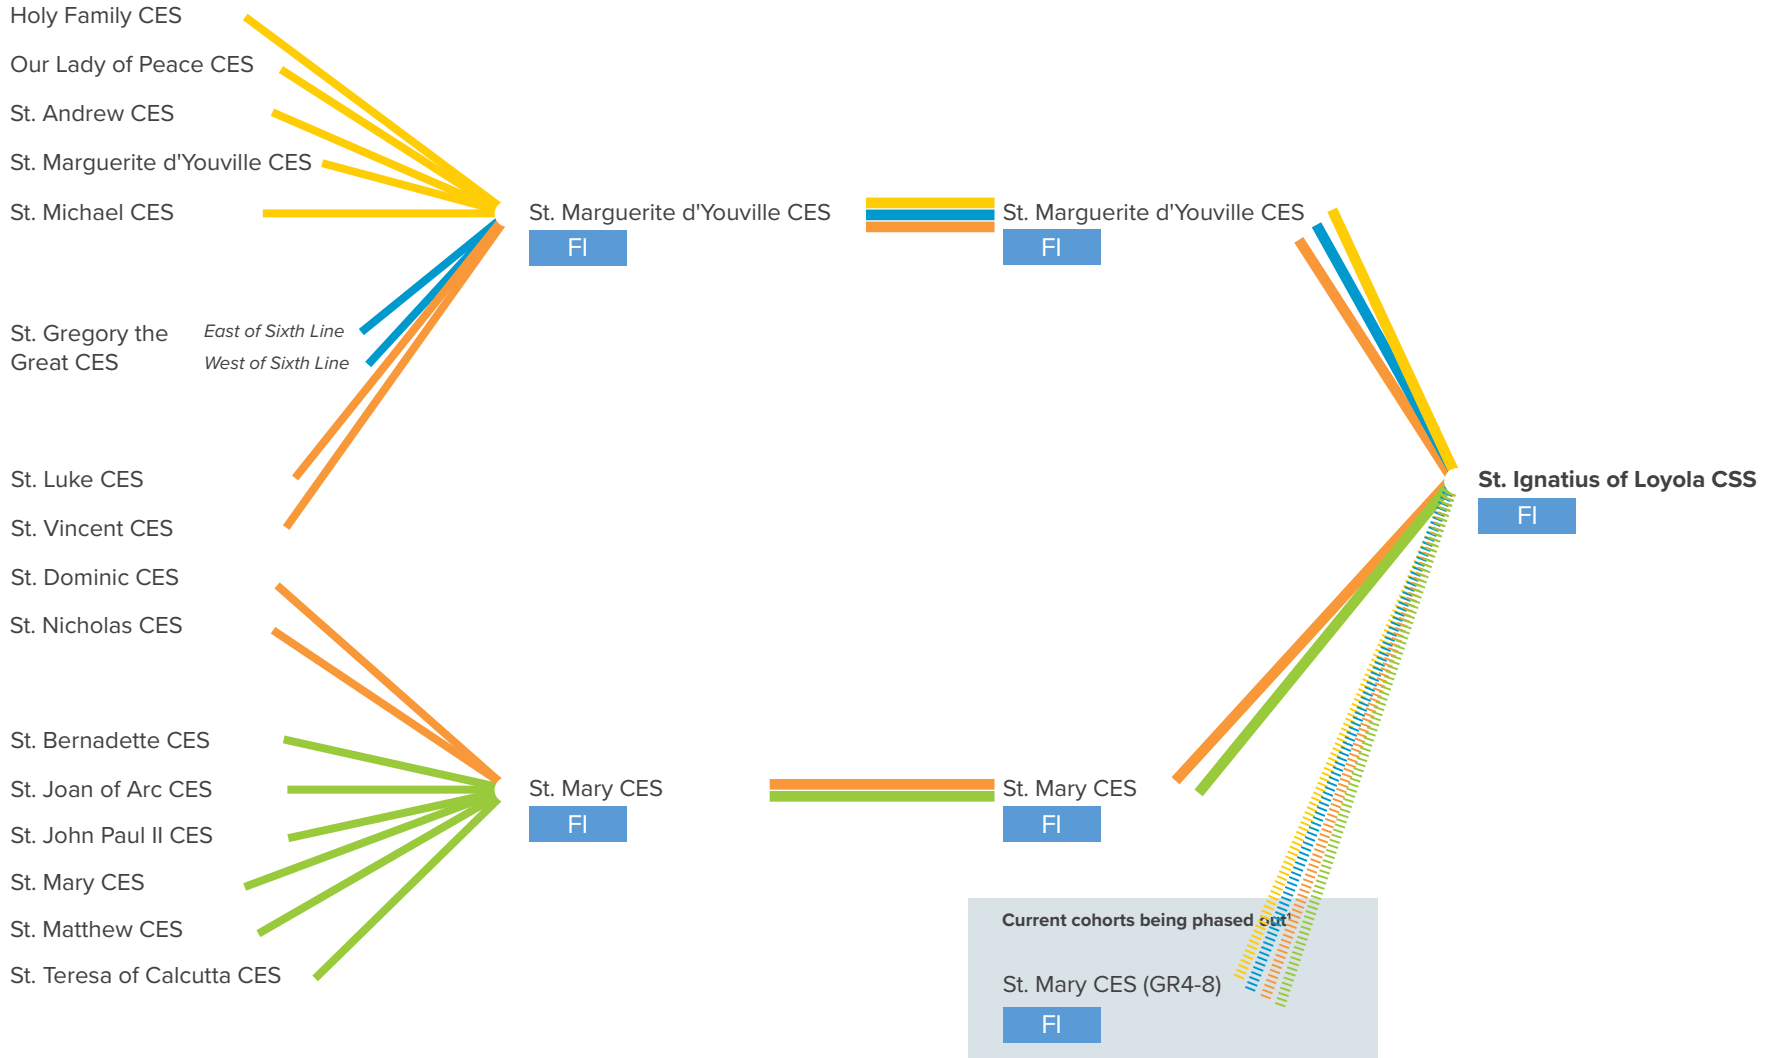 Holy Family CES
Our Lady of Peace CES
St. Andrew CES
St. Marguerite d'Youville CES
St. Michael CES
St. Gregory the
Great CES
East of Sixth Line
West of Sixth Line
St. Luke CES
St. Vincent CES
St. Dominic CES
St. Nicholas CES
St. Bernadette CES
St. Joan of Arc CES
St. John Paul II CES
St. Mary CES
St. Matthew CES
St. Teresa of Calcutta CES
St. Marguerite d'Youville CES
FI
St. Mary CES
FI
St. Marguerite d'Youville CES
FI
St. Mary CES
FI
Current cohorts being phased out¹
St. Mary CES (GR4-8)
FI
St. Ignatius of Loyola CSS
FI